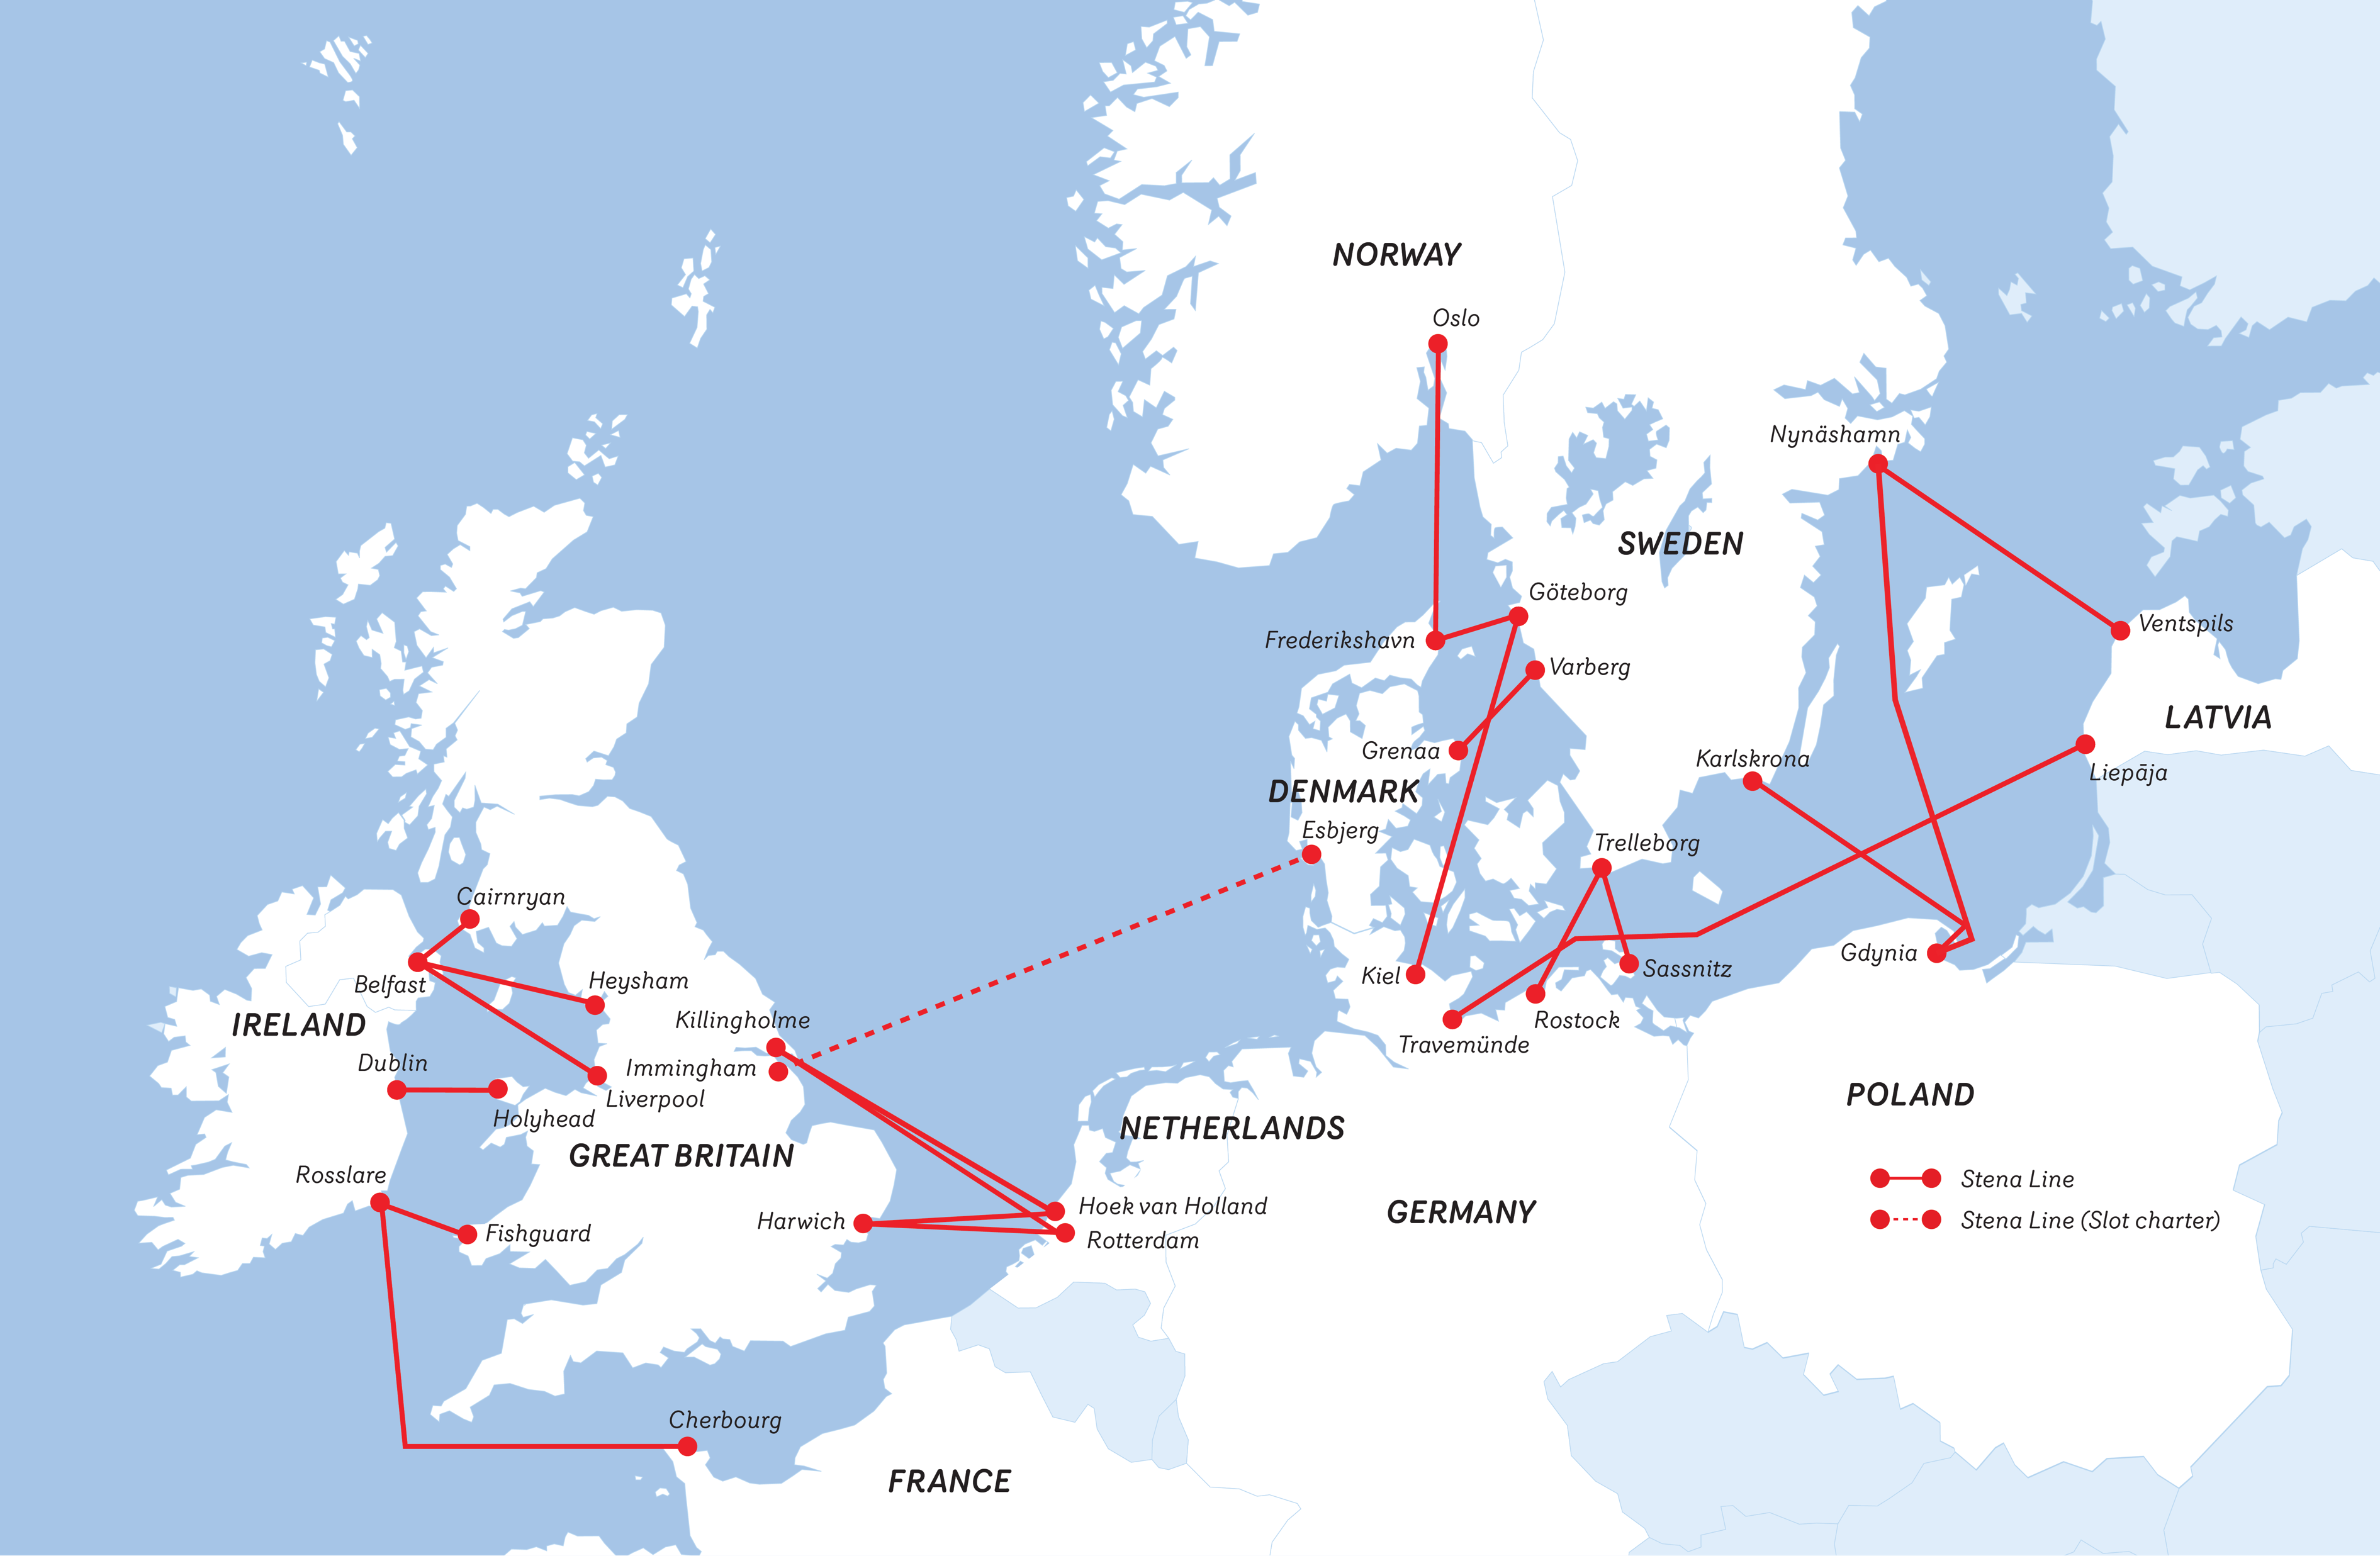 NORWAY
Oslo
Nynäshamn
SWEDEN
Göteborg
Frederikshavn
Ventspils
Varberg
LATVIA
Grenaa
Karlskrona
Liepāja
DENMARK
Esbjerg
Trelleborg
Cairnryan
Gdynia
Sassnitz
Kiel
Belfast
Heysham
IRELAND
Killingholme
Rostock
Travemünde
Dublin
Immingham
Liverpool
POLAND
Holyhead
NETHERLANDS
GREAT BRITAIN
Rosslare
Stena Line
Hoek van Holland
GERMANY
Harwich
Stena Line (Slot charter)
Fishguard
Rotterdam
Cherbourg
FRANCE